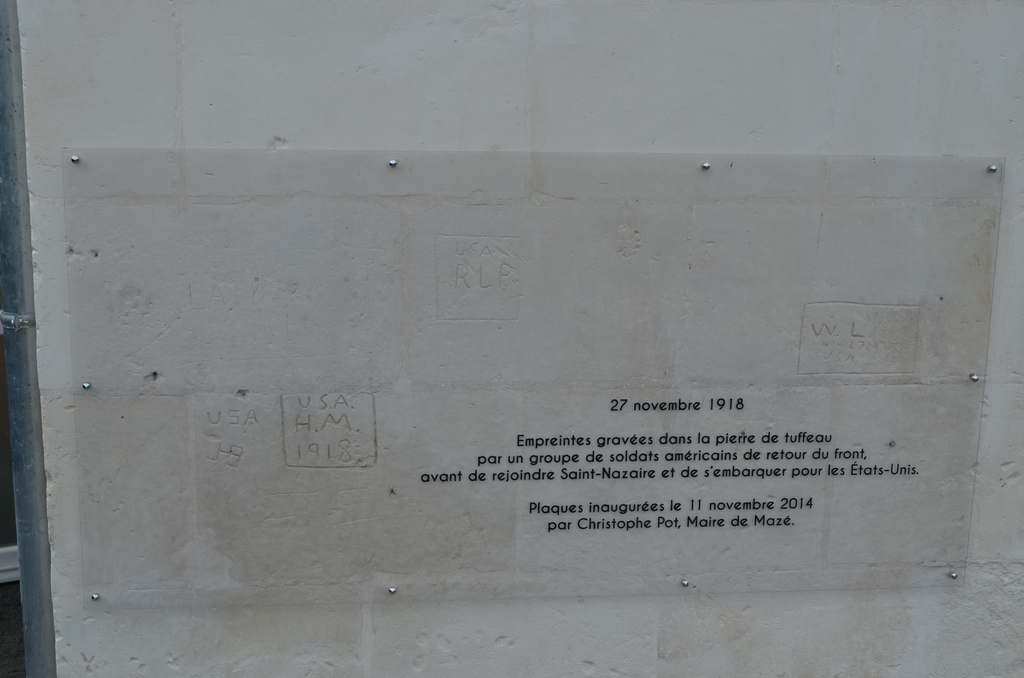 USA
RLP
W. L.
USA
USA
U.S.A.
H.M.
1918
27 novembre 1918
Empreintes gravées dans la pierre de tuffeau
par un groupe de soldats américains de retour du front,
avant de rejoindre Saint-Nazaire et de s'embarquer pour les États-Unis.
Plaques inaugurées le 11 novembre 2014
par Christophe Pot, Maire de Mazé.